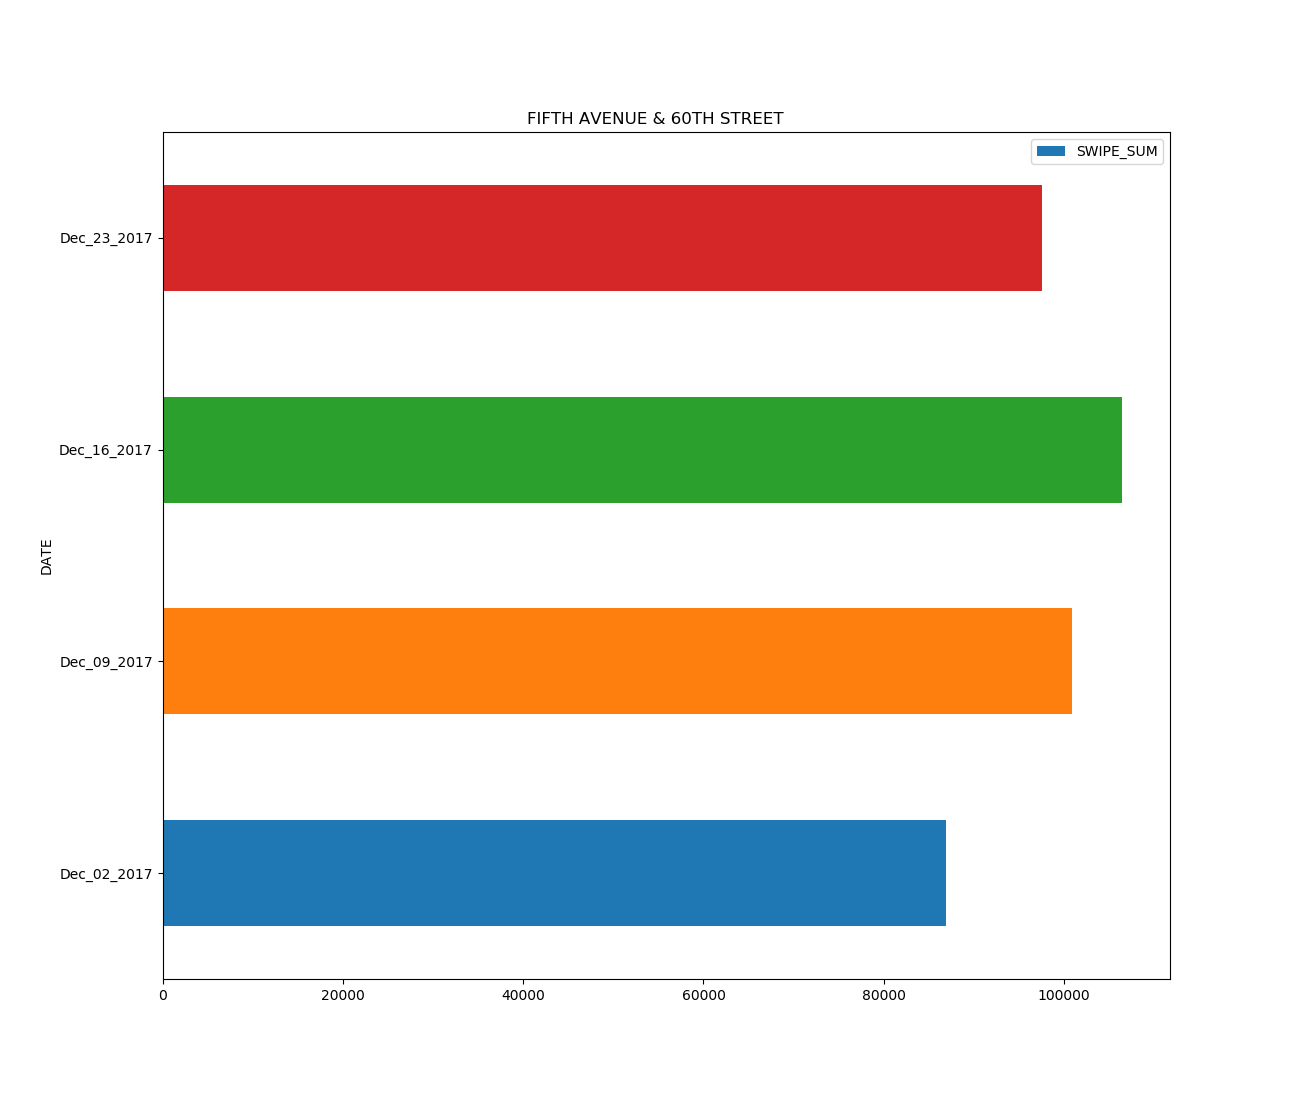 FIFTH AVENUE & 60TH STREET
SWIPE_SUM
Dec_23_2017
Dec_16_2017
DATE
Dec_09_2017
Dec_02_2017
0 20000 40000 60000 80000 100000